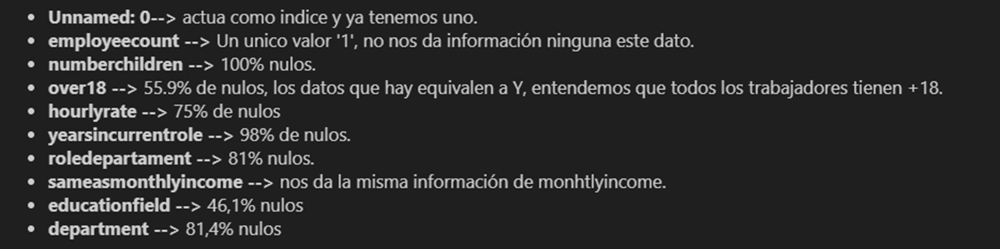 • Unnamed: 0--> actua como indice y ya tenemos uno.
• employeecount --> Un unico valor '1', no nos da información ninguna este dato.
• numberchildren --> 100% nulos.
• over18 --> 55.9% de nulos, los datos que hay equivalen a Y, entendemos que todos los trabajadores tienen +18.
• hourlyrate --> 75% de nulos
• yearsincurrentrole --> 98% de nulos.
• roledepartament --> 81% nulos.
• sameasmonthlyincome --> nos da la misma información de monhtlyincome.
• educationfield --> 46,1% nulos
• department --> 81,4% nulos